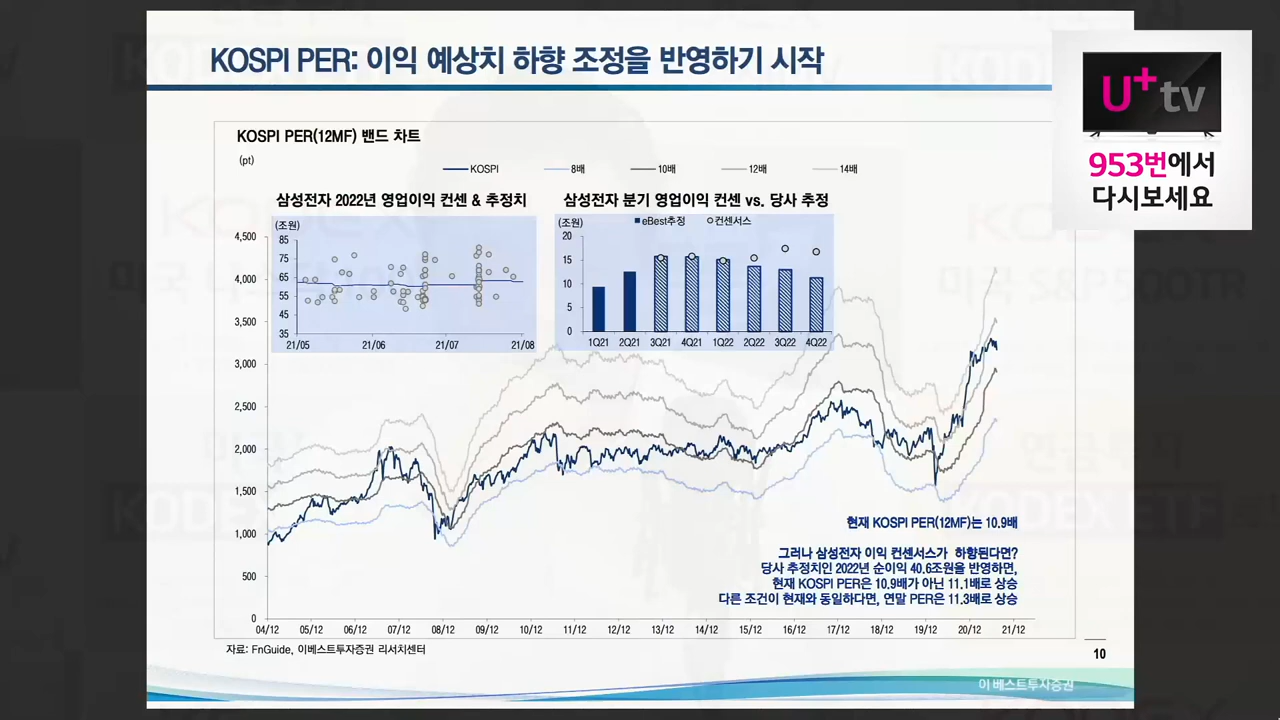 KOSPI PER: 이익 예상치 하향 조정을 반영하기 시작
U+tv
953번에서
다시보세요
KOSPI PER(12MF) 밴드 차트
(pt)
KOSPI 8배 10배 12배 14배
삼성전자 2022년 영업이익 컨센 & 추정치
(조원)
85
75
65
55
45
35
21/05 21/06 21/07 21/08
삼성전자 분기 영업이익 컨센 vs. 당사 추정
(조원) eBest추정 컨센서스
20
15
10
5
0
1Q21 2Q21 3Q21 4Q21 1Q22 2Q22 3Q22 4Q22
4,500
4,000
3,500
3,000
2,500
2,000
1,500
1,000
500
0
04/12 05/12 06/12 07/12 08/12 09/12 10/12 11/12 12/12 13/12 14/12 15/12 16/12 17/12 18/12 19/12 20/12 21/12
현재 KOSPI PER(12MF)는 10.9배
그러나 삼성전자 이익 컨센서스가 하향된다면?
당사 추정치인 2022년 순이익 40.6조원을 반영하면,
현재 KOSPI PER은 10.9배가 아닌 11.1배로 상승
다른 조건이 현재와 동일하다면, 연말 PER은 11.3배로 상승
자료: FnGuide, 이베스트투자증권 리서치센터
10
이베스트투자증권
KODEX
미국 S&P500TR
KODEX ETF